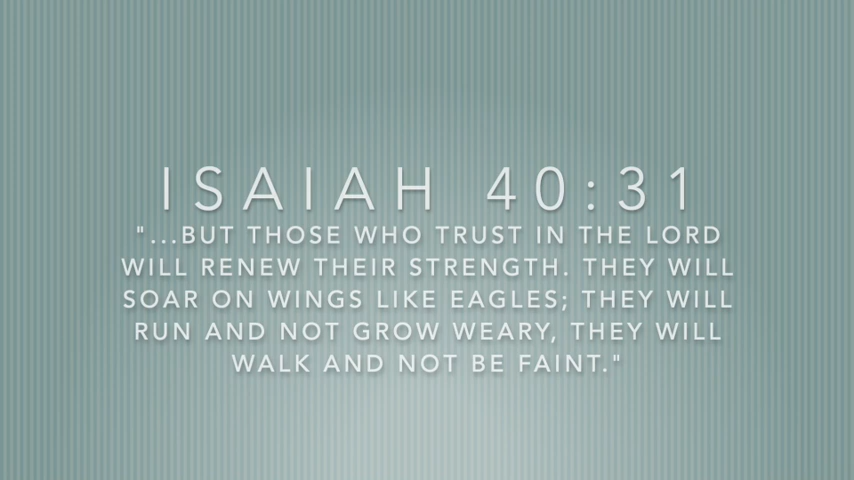 ISAIAH 40:31
"...BUT THOSE WHO TRUST IN THE LORD
WILL RENEW THEIR STRENGTH. THEY WILL
SOAR ON WINGS LIKE EAGLES; THEY WILL
RUN AND NOT GROW WEARY, THEY WILL
WALK AND NOT BE FAINT."